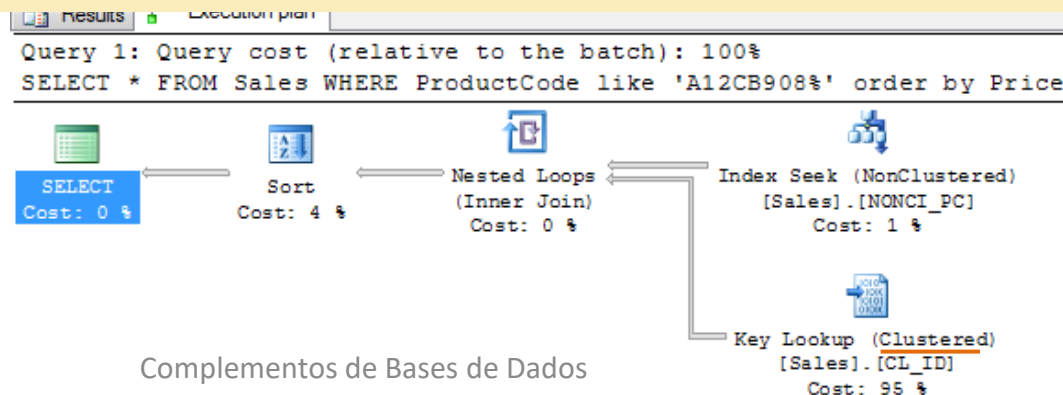 Results Execution plan
Query 1: Query cost (relative to the batch): 100%
SELECT * FROM Sales WHERE ProductCode like 'A12CB908%' order by Price
SELECT
Cost: 0 %
Sort
Cost: 4 %
Nested Loops
(Inner Join)
Cost: 0 %
Index Seek (NonClustered)
[Sales].[NONCI_PC]
Cost: 1 %
Key Lookup (Clustered)
[Sales].[CL_ID]
Cost: 95 %
Complementos de Bases de Dados